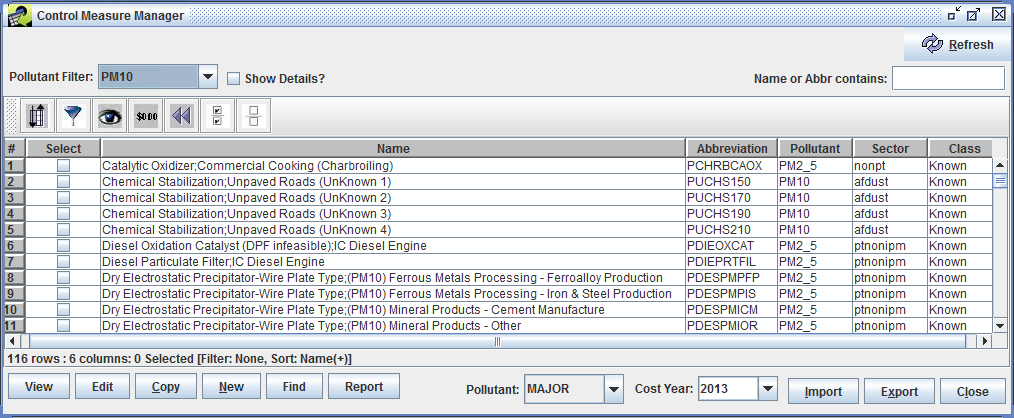 Control Measure Manager
Refresh
Pollutant Filter: PM10 Show Details? Name or Abbr contains:
$000
# Select Name Abbreviation Pollutant Sector Class
1 Catalytic Oxidizer;Commercial Cooking (Charbroiling) PCHRBCAOX PM2_5 nonpt Known
2 Chemical Stabilization;Unpaved Roads (UnKnown 1) PUCHS150 PM10 afdust Known
3 Chemical Stabilization;Unpaved Roads (UnKnown 2) PUCHS170 PM10 afdust Known
4 Chemical Stabilization;Unpaved Roads (UnKnown 3) PUCHS190 PM10 afdust Known
5 Chemical Stabilization;Unpaved Roads (UnKnown 4) PUCHS210 PM10 afdust Known
6 Diesel Oxidation Catalyst (DPF infeasible);IC Diesel Engine PDIEOXCAT PM2_5 ptnonipm Known
7 Diesel Particulate Filter;IC Diesel Engine PDIEPRTFIL PM2_5 ptnonipm Known
8 Dry Electrostatic Precipitator-Wire Plate Type;(PM10) Ferrous Metals Processing - Ferroalloy Production PDESPMPFP PM2_5 ptnonipm Known
9 Dry Electrostatic Precipitator-Wire Plate Type;(PM10) Ferrous Metals Processing - Iron & Steel Production PDESPMPIS PM2_5 ptnonipm Known
10 Dry Electrostatic Precipitator-Wire Plate Type;(PM10) Mineral Products - Cement Manufacture PDESPMICM PM2_5 ptnonipm Known
11 Dry Electrostatic Precipitator-Wire Plate Type;(PM10) Mineral Products - Other PDESPMIOR PM2_5 ptnonipm Known
116 rows : 6 columns: 0 Selected [Filter: None, Sort: Name(+)]
View Edit Copy New Find Report Pollutant: MAJOR Cost Year: 2013 Import Export Close